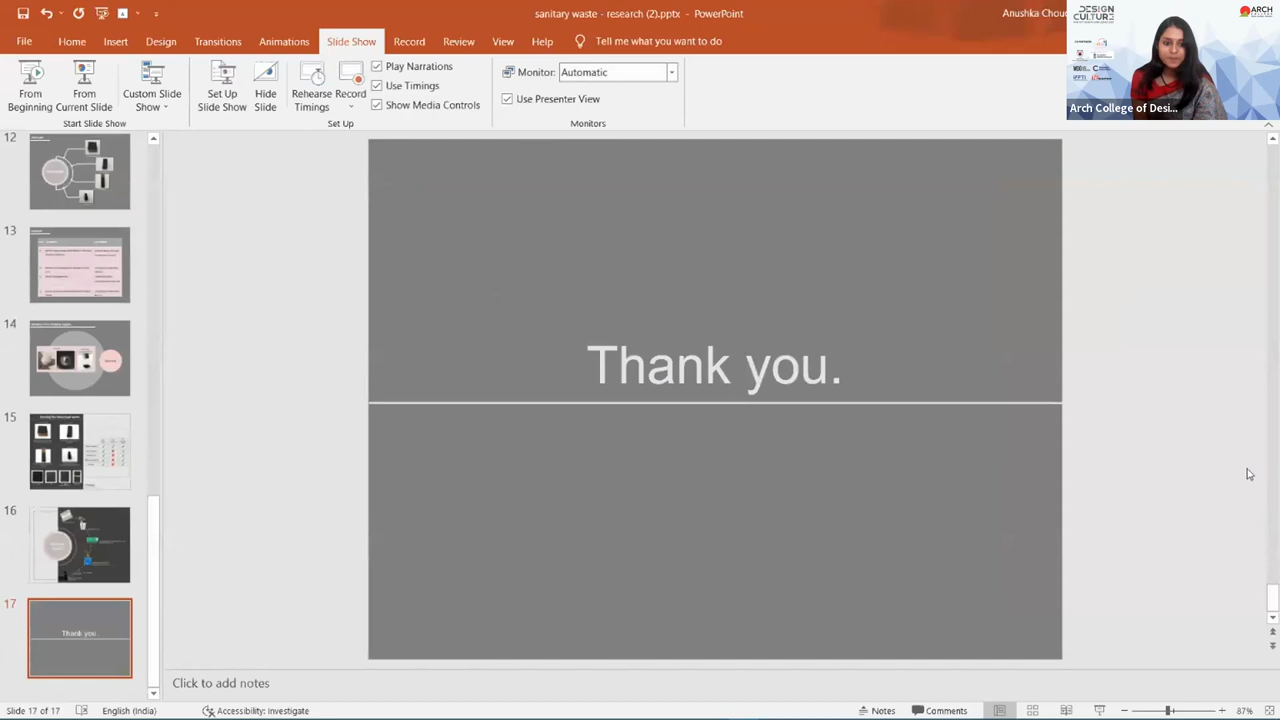 sanitary waste - research (2).pptx - PowerPoint
Anushka Chou
File Home Insert Design Transitions Animations Slide Show Record Review View Help Tell me what you want to do
From Beginning
From Current Slide
Custom Slide Show
Set Up Slide Show
Hide Slide
Rehearse Timings
Record
Play Narrations
Use Timings
Show Media Controls
Monitor: Automatic
Use Presenter View
Start Slide Show
Set Up
Monitors
DESIGN CULTURE
ARCH
Arch College of Desi...
12
13
14
15
16
17
Thank you.
Thank you.
Click to add notes
Slide 17 of 17 English (India) Accessibility: Investigate Notes Comments 87%